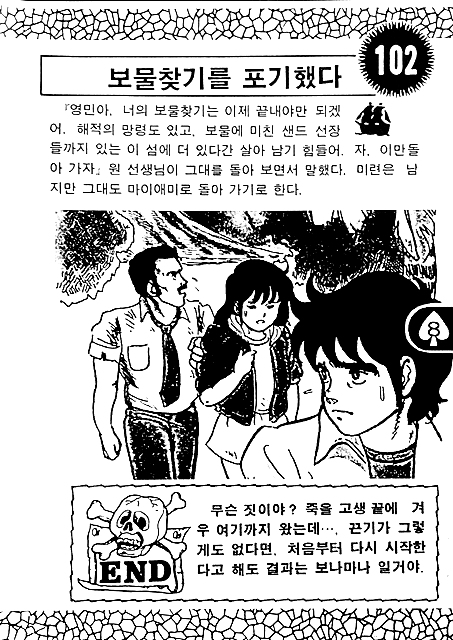 102
보물찾기를 포기했다
『영민아, 너의 보물찾기는 이제 끝내야만 되겠
어. 해적의 망령도 있고, 보물에 미친 샌드 선장
들까지 있는 이 섬에 더 있다간 살아 남기 힘들어. 자, 이만돌
아 가자』 원 선생님이 그대를 돌아 보면서 말했다. 미련은 남
지만 그대도 마이애미로 돌아 가기로 한다.
8
무슨 짓이야? 죽을 고생 끝에 겨
우 여기까지 왔는데…. 끈기가 그렇
게도 없다면, 처음부터 다시 시작한
다고 해도 결과는 보나마나 일거야.
END